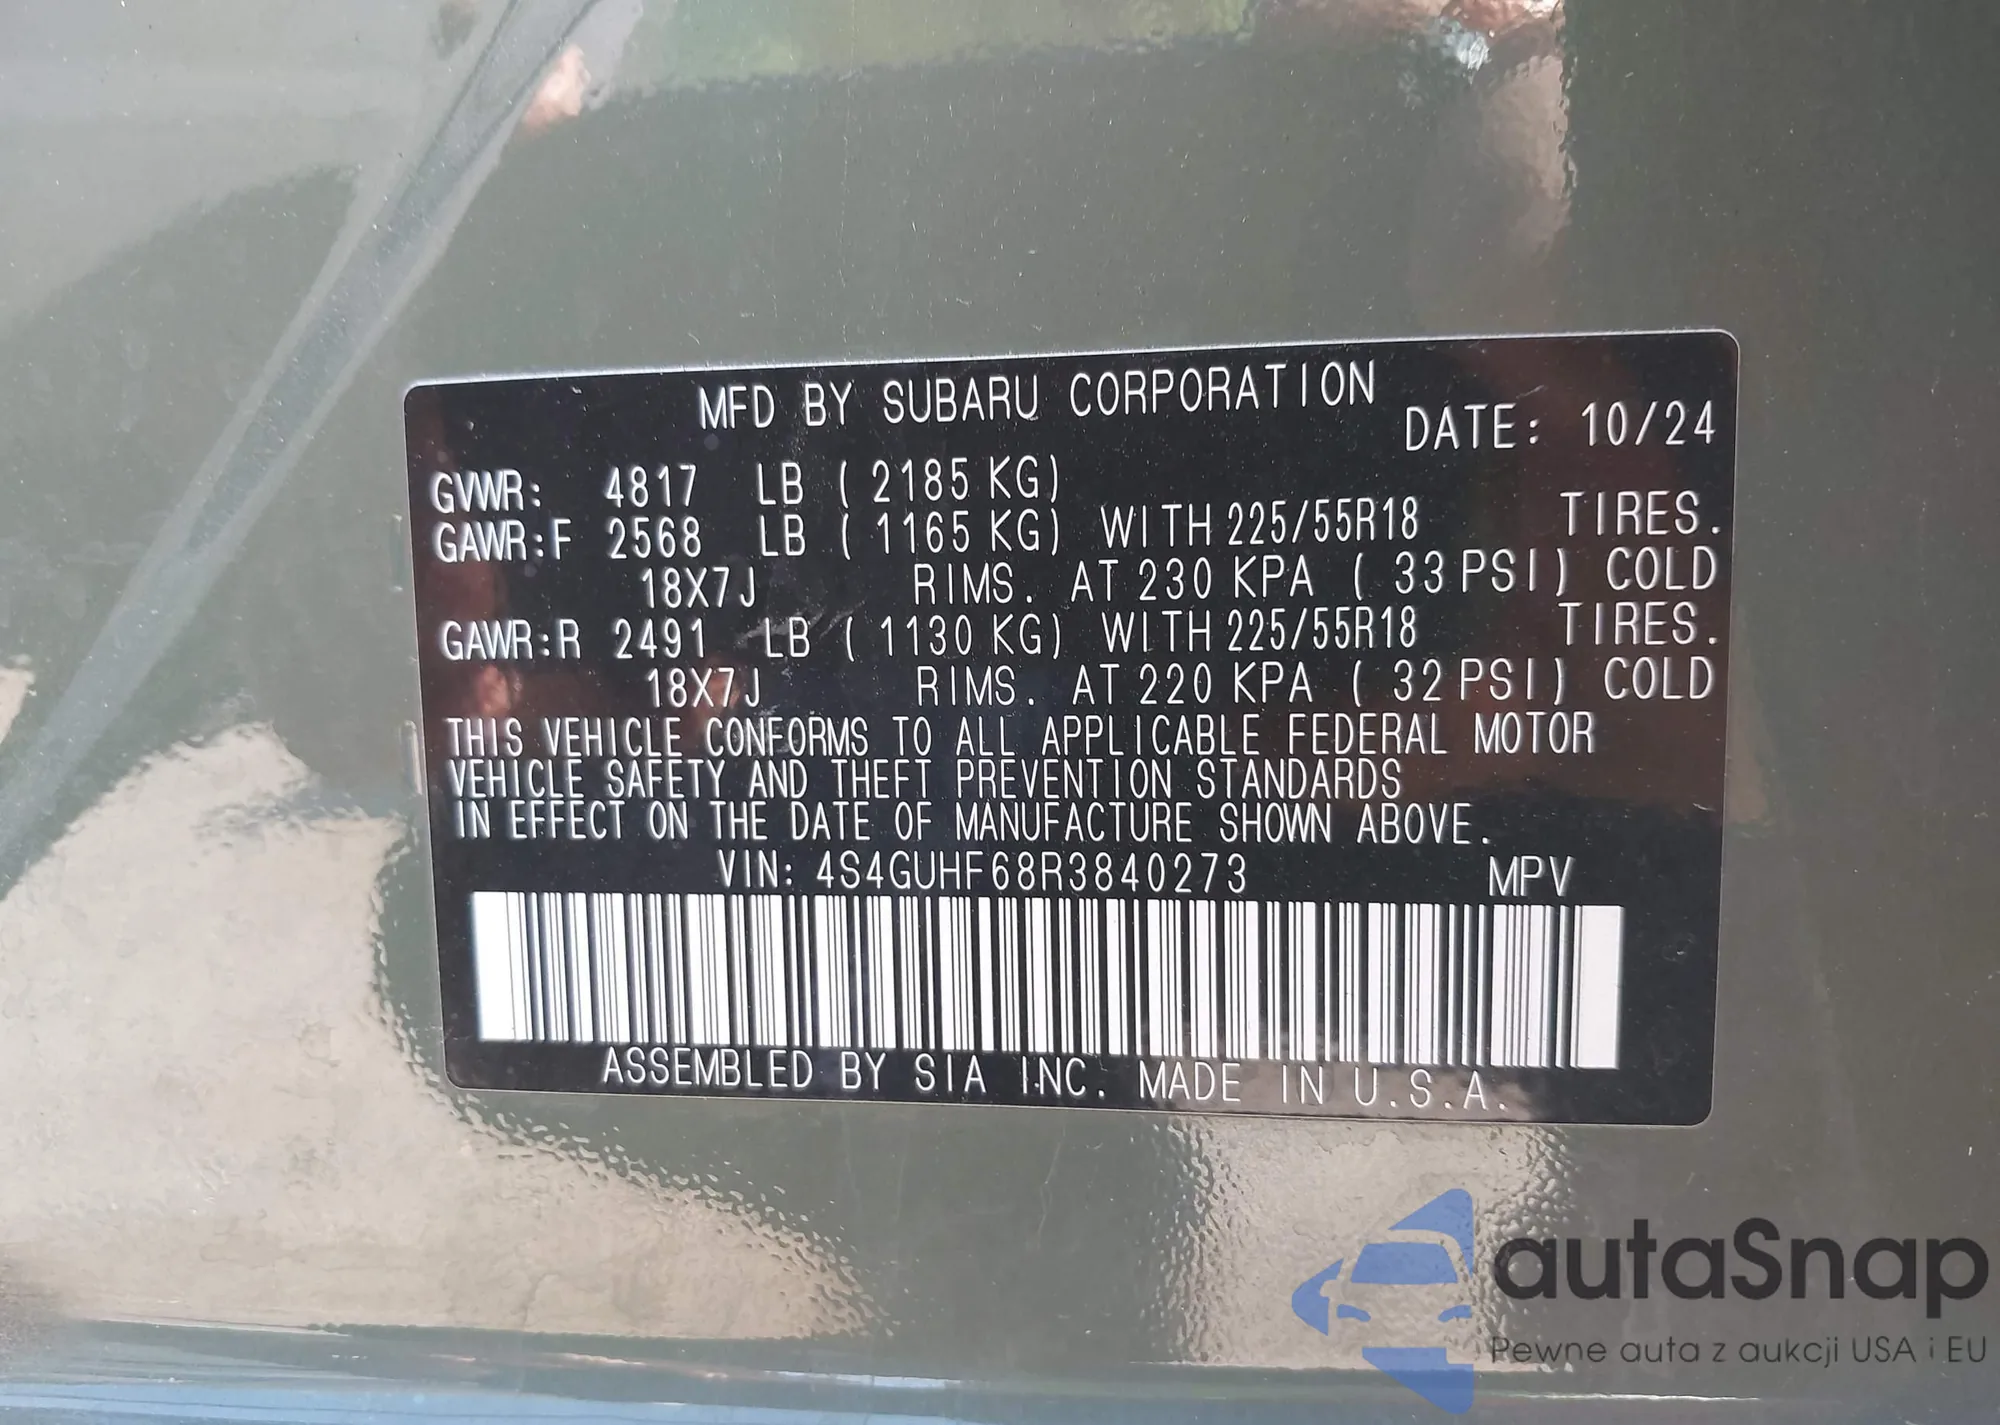 MFD BY SUBARU CORPORATION
DATE: 10/24
GVWR: 4817 LB ( 2185 KG)
GAWR:F 2568 LB ( 1165 KG) WITH 225/55R18 TIRES.
18X7J RIMS. AT 230 KPA ( 33 PSI) COLD
GAWR:R 2491 LB ( 1130 KG) WITH 225/55R18 TIRES.
18X7J RIMS. AT 220 KPA ( 32 PSI) COLD
THIS VEHICLE CONFORMS TO ALL APPLICABLE FEDERAL MOTOR
VEHICLE SAFETY AND THEFT PREVENTION STANDARDS
IN EFFECT ON THE DATE OF MANUFACTURE SHOWN ABOVE.
VIN: 4S4GUHF68R3840273 MPV
ASSEMBLED BY SIA INC. MADE IN U.S.A.
autaSnap
Pewne auta z aukcji USA i EU